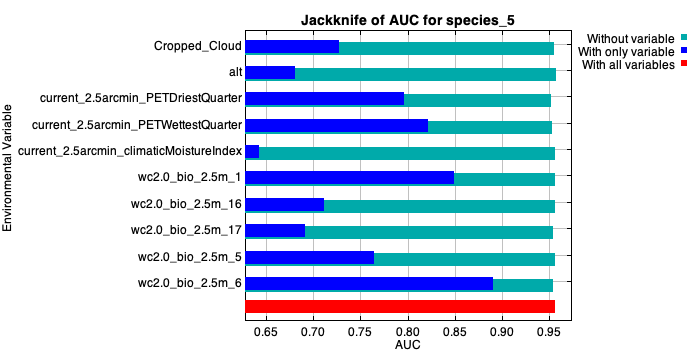 Jackknife of AUC for species_5
Without variable
With only variable
With all variables
Environmental Variable
Cropped_Cloud
alt
current_2.5arcmin_PETDriestQuarter
current_2.5arcmin_PETWettestQuarter
current_2.5arcmin_climaticMoistureIndex
wc2.0_bio_2.5m_1
wc2.0_bio_2.5m_16
wc2.0_bio_2.5m_17
wc2.0_bio_2.5m_5
wc2.0_bio_2.5m_6
0.65 0.70 0.75 0.80 0.85 0.90 0.95
AUC